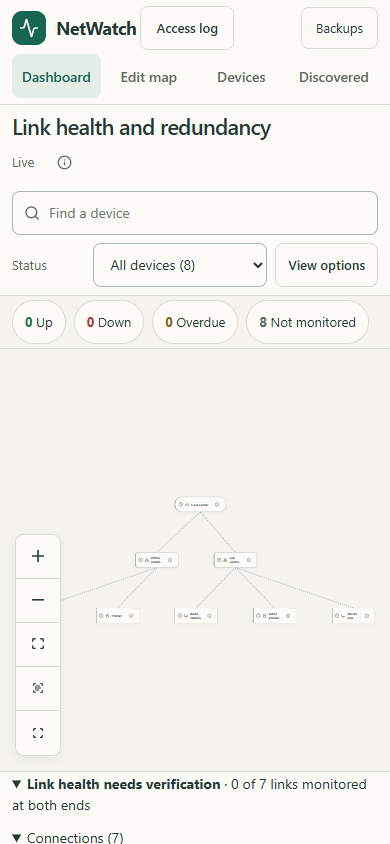 NetWatch
Access log
Backups
Dashboard
Edit map
Devices
Discovered
Link health and redundancy
Live
Find a device
Status
All devices (8)
View options
0 Up
0 Down
0 Overdue
8 Not monitored
Link health needs verification · 0 of 7 links monitored
at both ends
Connections (7)